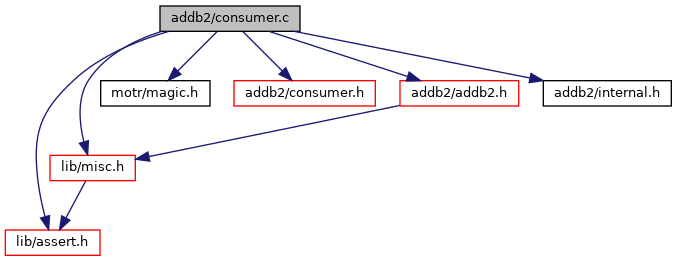 addb2/consumer.c
motr/magic.h
addb2/consumer.h
addb2/addb2.h
addb2/internal.h
lib/misc.h
lib/assert.h